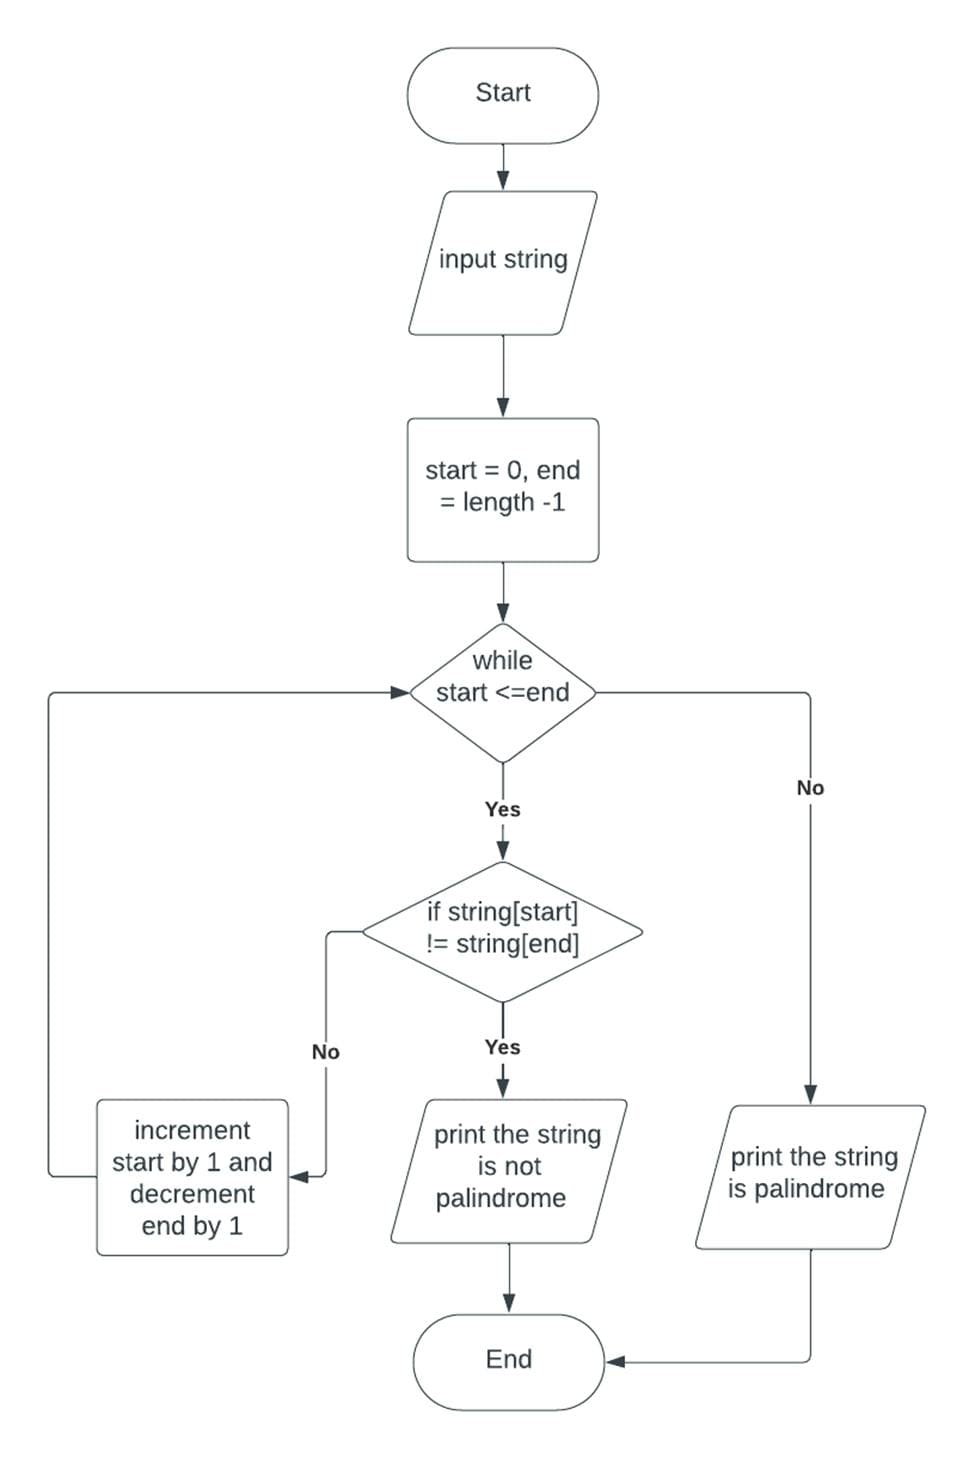 Start
input string
start = 0, end
= length -1
while
start <=end
No
Yes
if string[start]
!= string[end]
No
Yes
increment
start by 1 and
decrement
end by 1
print the string
is not
palindrome
print the string
is palindrome
End